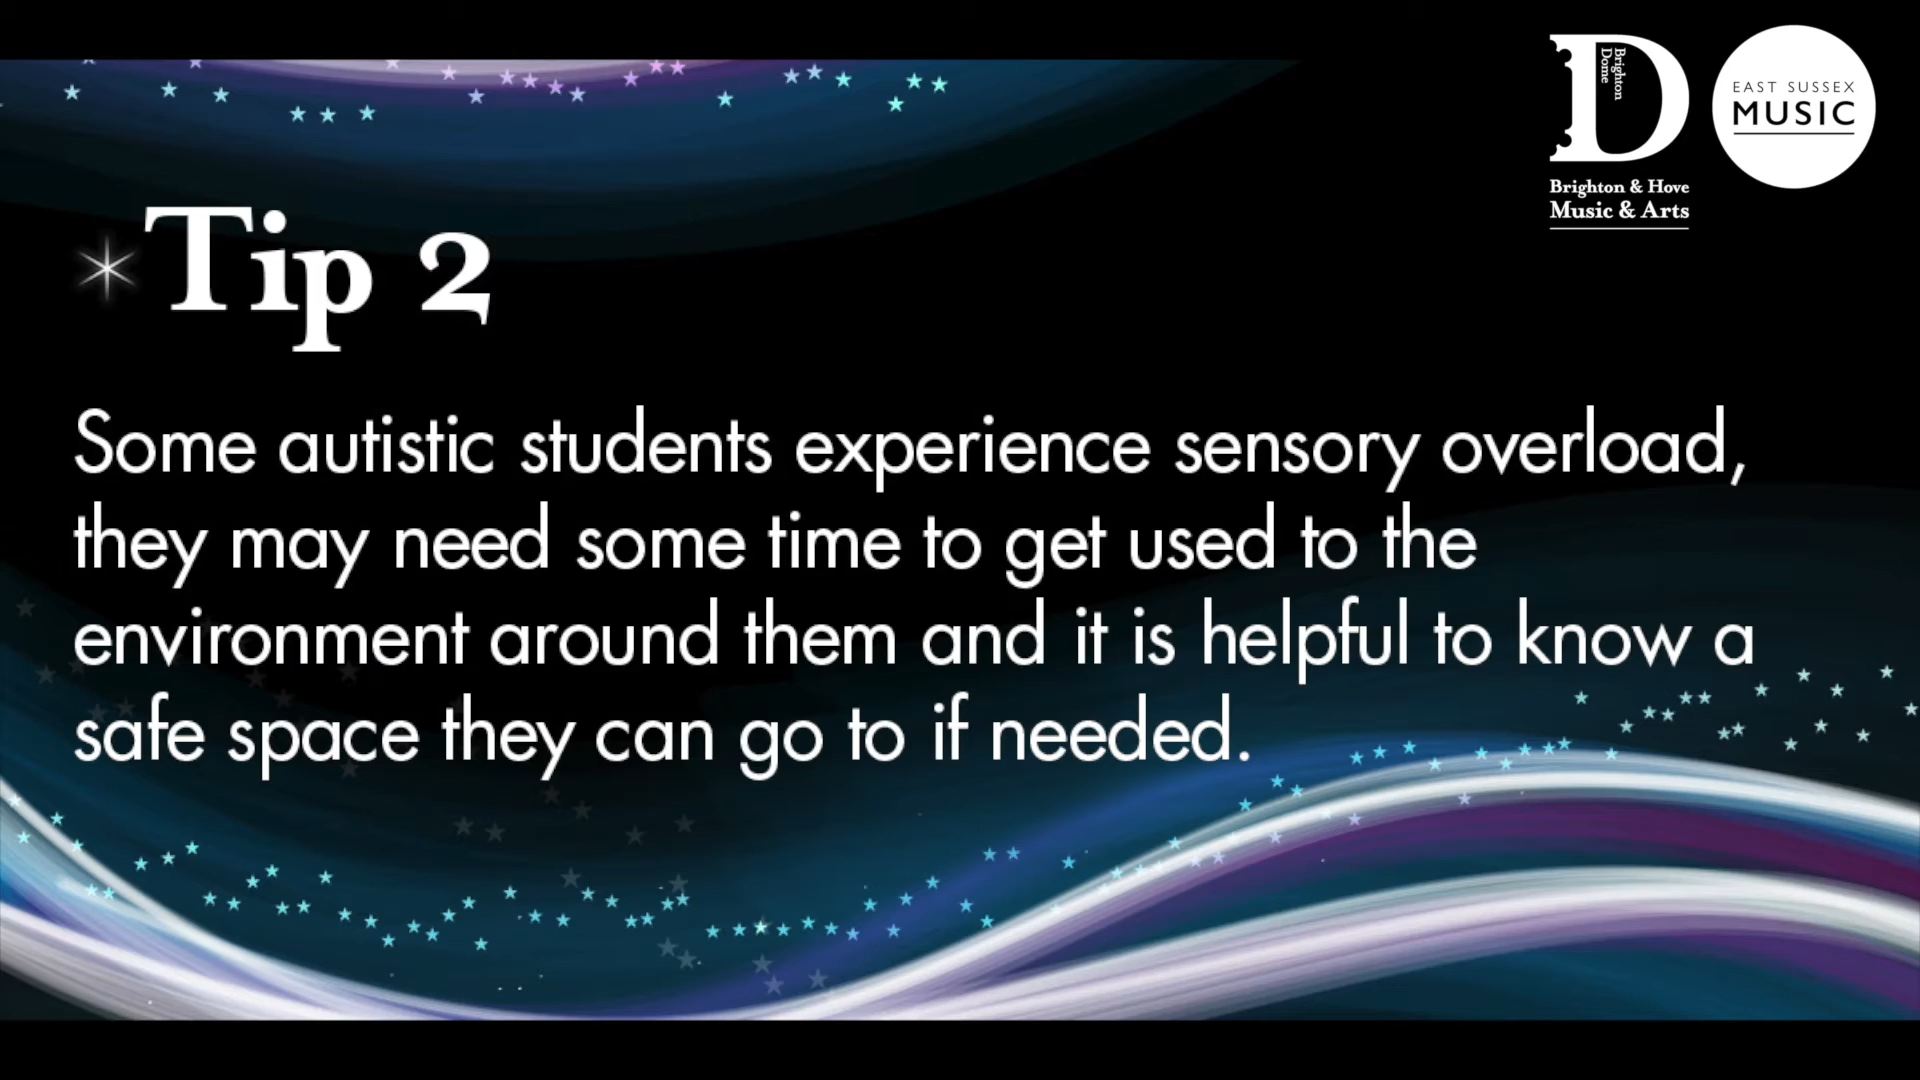 Brighton
Dome
Brighton & Hove
Music & Arts
EAST SUSSEX
MUSIC
Tip 2
Some autistic students experience sensory overload,
they may need some time to get used to the
environment around them and it is helpful to know a
safe space they can go to if needed.